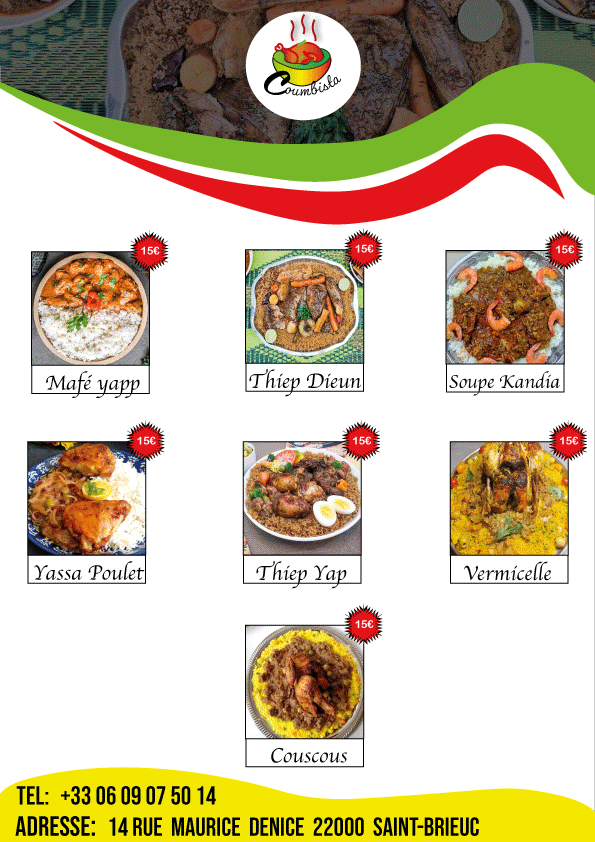 Coumbista
15€
15€
15€
Mafé yapp
Thiep Dieun
Soupe Kandia
15€
15€
15€
Yassa Poulet
Thiep Yap
Vermicelle
15€
Couscous
TEL: +33 06 09 07 50 14
ADRESSE: 14 RUE MAURICE DENICE 22000 SAINT-BRIEUC